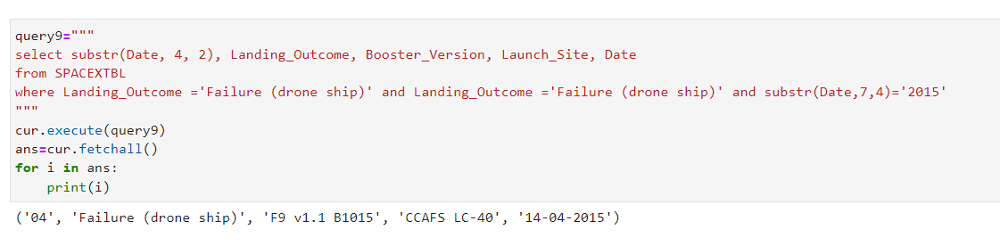 query9="""
select substr(Date, 4, 2), Landing_Outcome, Booster_Version, Launch_Site, Date
from SPACEXTBL
where Landing_Outcome ='Failure (drone ship)' and Landing_Outcome ='Failure (drone ship)' and substr(Date,7,4)='2015'
"""
cur.execute(query9)
ans=cur.fetchall()
for i in ans:
    print(i)
('04', 'Failure (drone ship)', 'F9 v1.1 B1015', 'CCAFS LC-40', '14-04-2015')